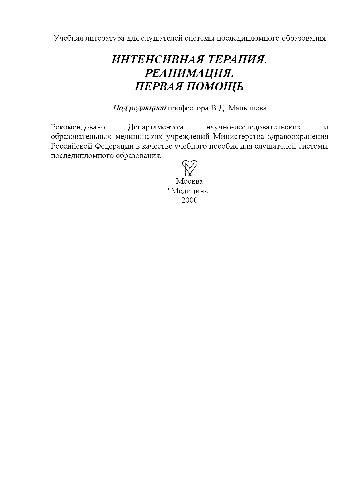 Учебная литература для слушателей системы последипломного образования
ИНТЕНСИВНАЯ ТЕРАПИЯ.
РЕАНИМАЦИЯ.
ПЕРВАЯ ПОМОЩЬ
Под редакцией профессора В.Д. Малышева
Рекомендовано Департаментом научно-исследовательских и
образовательных медицинских учреждений Министерства здравоохранения
Российской Федерации в качестве учебного пособия для слушателей системы
последипломного образования.
Москва
"Медицина"
2000